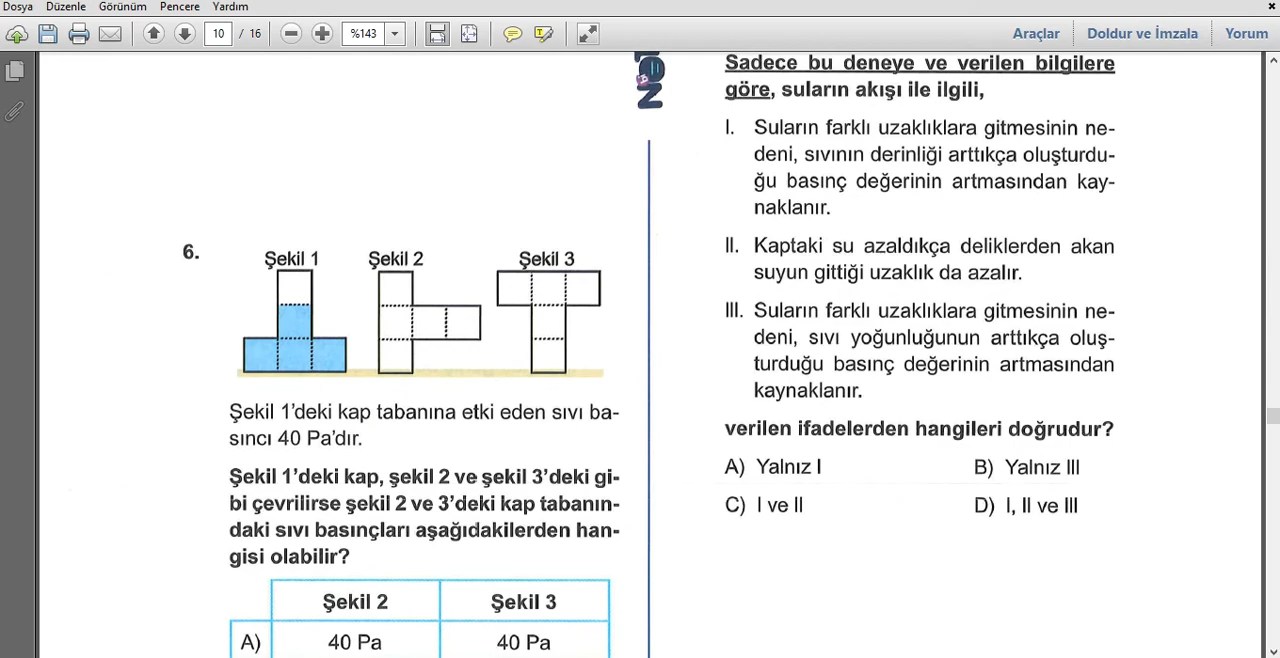 Dosya Düzenle Görünüm Pencere Yardım
10 / 16 %143 Araçlar Doldur ve İmzala Yorum
6.
Şekil 1 Şekil 2 Şekil 3
Şekil 1'deki kap tabanına etki eden sıvı ba-
sıncı 40 Pa'dır.
Şekil 1'deki kap, şekil 2 ve şekil 3'deki gi-
bi çevrilirse şekil 2 ve 3'deki kap tabanın-
daki sıvı basınçları aşağıdakilerden han-
gisi olabilir?
Şekil 2 Şekil 3
A) 40 Pa 40 Pa
Sadece bu deneye ve verilen bilgilere
göre, suların akışı ile ilgili,
I. Suların farklı uzaklıklara gitmesinin ne-
deni, sıvının derinliği arttıkça oluşturdu-
ğu basınç değerinin artmasından kay-
naklanır.
II. Kaptaki su azaldıkça deliklerden akan
suyun gittiği uzaklık da azalır.
III. Suların farklı uzaklıklara gitmesinin ne-
deni, sıvı yoğunluğunun arttıkça oluş-
turduğu basınç değerinin artmasından
kaynaklanır.
verilen ifadelerden hangileri doğrudur?
A) Yalnız I B) Yalnız III
C) I ve II D) I, II ve III